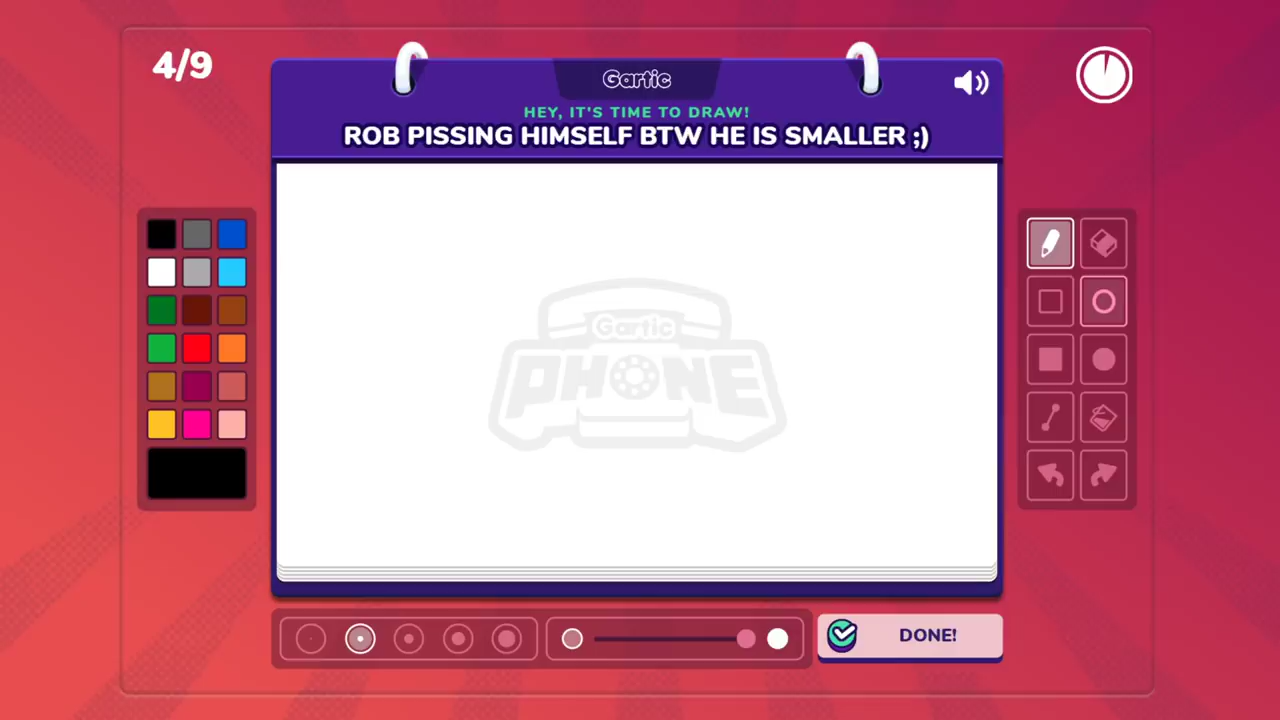 4/9
Gartic
HEY, IT'S TIME TO DRAW!
ROB PISSING HIMSELF BTW HE IS SMALLER ;)
Gartic
PHONE
DONE!